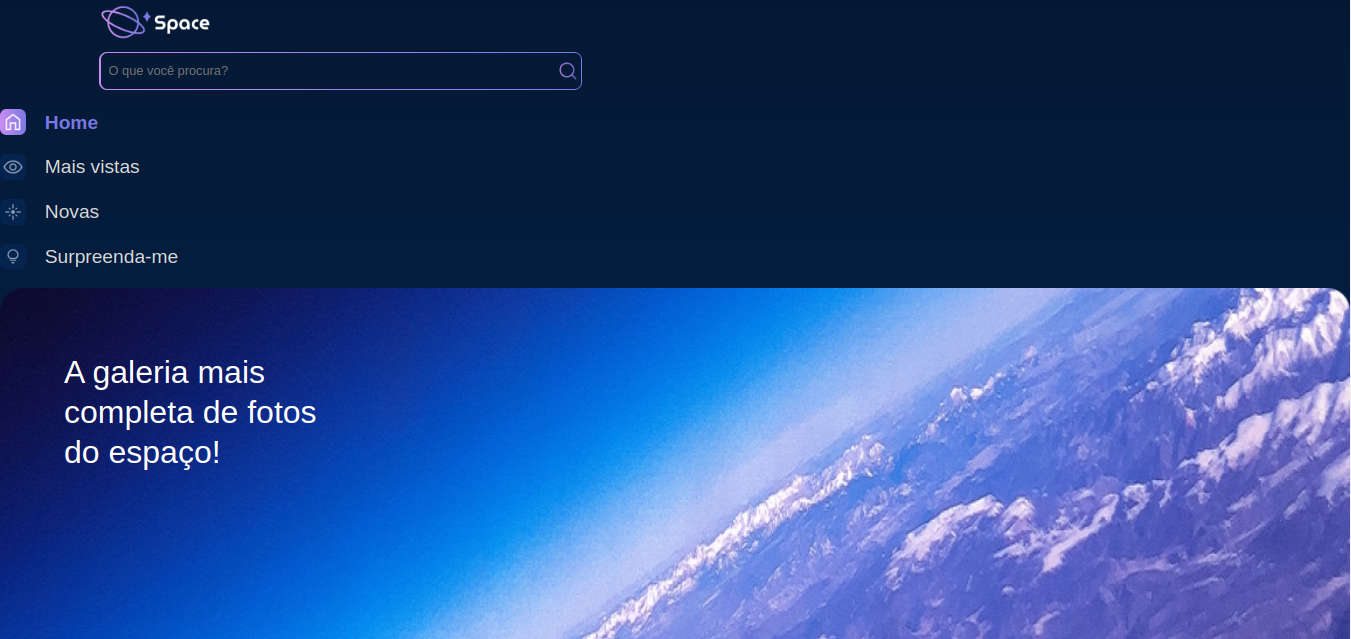 Space
O que você procura?
Home
Mais vistas
Novas
Surpreenda-me
A galeria mais
completa de fotos
do espaço!